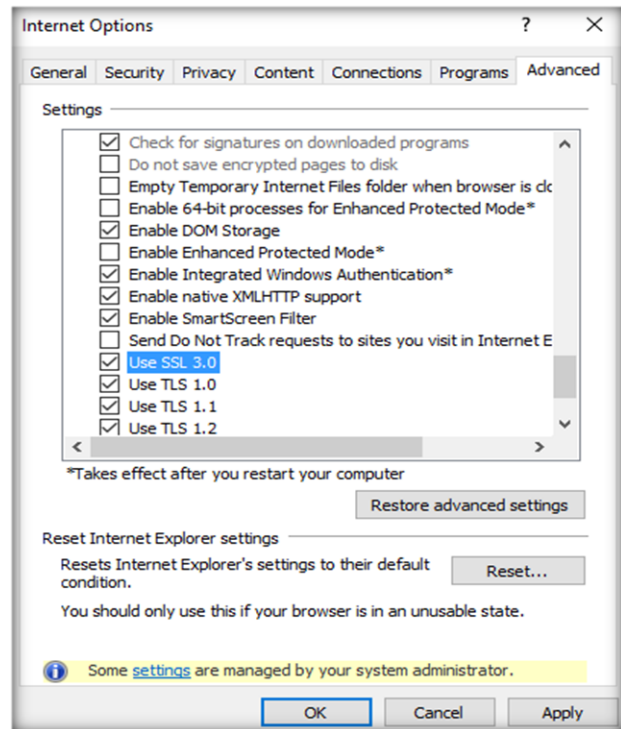 Internet Options ?
General Security Privacy Content Connections Programs Advanced
Settings
Check for signatures on downloaded programs
Do not save encrypted pages to disk
Empty Temporary Internet Files folder when browser is clo
Enable 64-bit processes for Enhanced Protected Mode*
Enable DOM Storage
Enable Enhanced Protected Mode*
Enable Integrated Windows Authentication*
Enable native XMLHTTP support
Enable SmartScreen Filter
Send Do Not Track requests to sites you visit in Internet E
Use SSL 3.0
Use TLS 1.0
Use TLS 1.1
Use TLS 1.2
*Takes effect after you restart your computer
Restore advanced settings
Reset Internet Explorer settings
Resets Internet Explorer's settings to their default
condition.
Reset...
You should only use this if your browser is in an unusable state.
Some settings are managed by your system administrator.
OK Cancel Apply